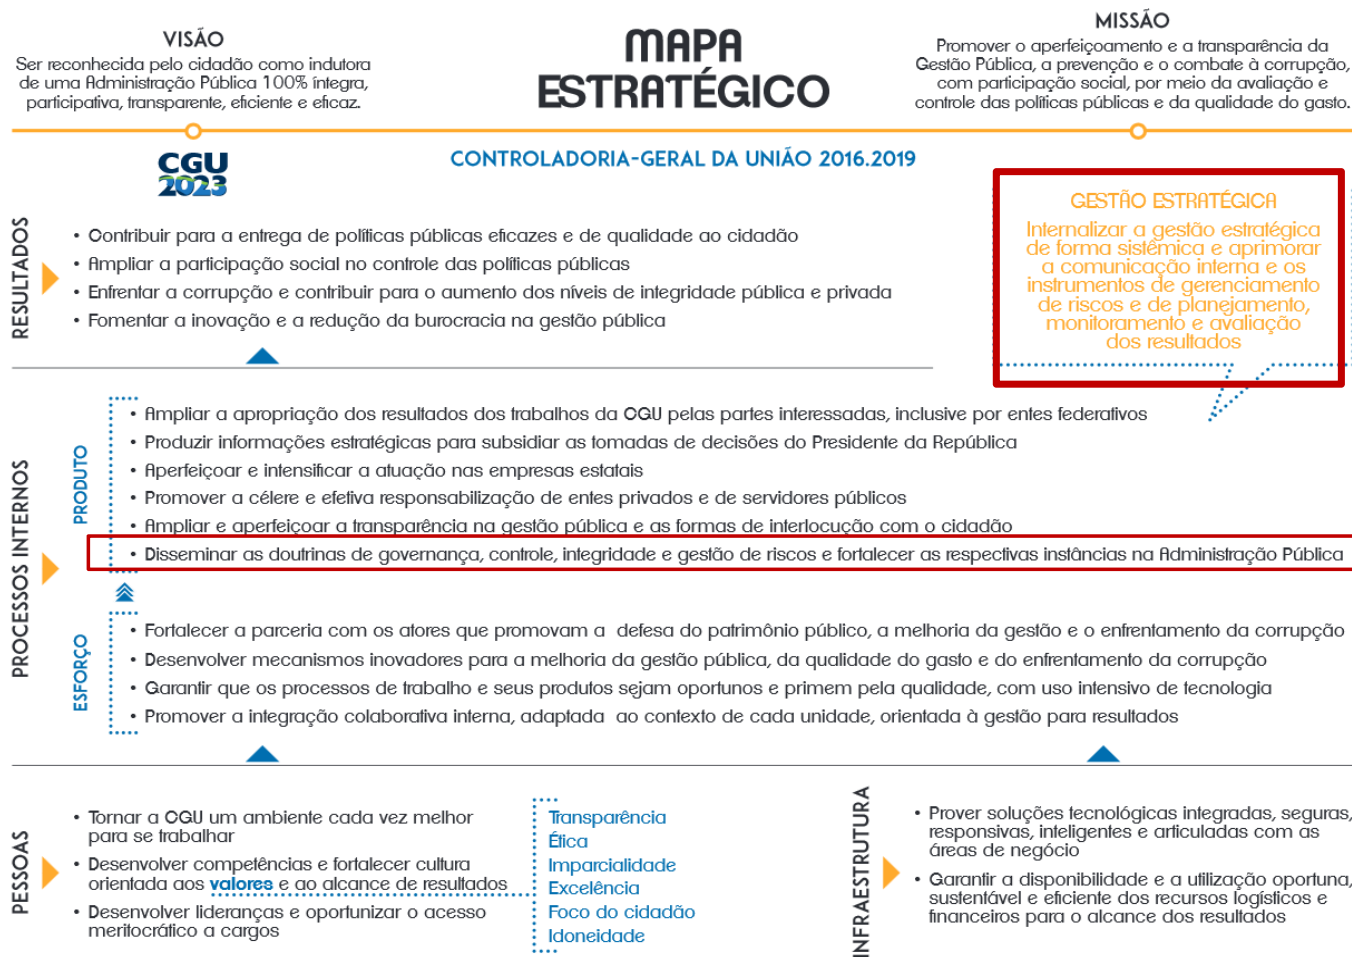 VISÃO
Ser reconhecida pelo cidadão como indutora
de uma Administração Pública 100% íntegra,
participativa, transparente, eficiente e eficaz.
MAPA
ESTRATÉGICO
MISSÃO
Promover o aperfeiçoamento e a transparência da
Gestão Pública, a prevenção e o combate à corrupção,
com participação social, por meio da avaliação e
controle das políticas públicas e da qualidade do gasto.
CGU
2023
CONTROLADORIA-GERAL DA UNIÃO 2016.2019
GESTÃO ESTRATÉGICA
Internalizar a gestão estratégica
de forma sistêmica e aprimorar
a comunicação interna e os
instrumentos de gerenciamento
de riscos e de planejamento,
monitoramento e avaliação
dos resultados
RESULTADOS
• Contribuir para a entrega de políticas públicas eficazes e de qualidade ao cidadão
• Ampliar a participação social no controle das políticas públicas
• Enfrentar a corrupção e contribuir para o aumento dos níveis de integridade pública e privada
• Fomentar a inovação e a redução da burocracia na gestão pública
PROCESSOS INTERNOS
PRODUTO
• Ampliar a apropriação dos resultados dos trabalhos da CGU pelas partes interessadas, inclusive por entes federativos
• Produzir informações estratégicas para subsidiar as tomadas de decisões do Presidente da República
• Aperfeiçoar e intensificar a atuação nas empresas estatais
• Promover a célere e efetiva responsabilização de entes privados e de servidores públicos
• Ampliar e aperfeiçoar a transparência na gestão pública e as formas de interlocução com o cidadão
• Disseminar as doutrinas de governança, controle, integridade e gestão de riscos e fortalecer as respectivas instâncias na Administração Pública
ESFORÇO
• Fortalecer a parceria com os atores que promovam a defesa do patrimônio público, a melhoria da gestão e o enfrentamento da corrupção
• Desenvolver mecanismos inovadores para a melhoria da gestão pública, da qualidade do gasto e do enfrentamento da corrupção
• Garantir que os processos de trabalho e seus produtos sejam oportunos e primem pela qualidade, com uso intensivo de tecnologia
• Promover a integração colaborativa interna, adaptada ao contexto de cada unidade, orientada à gestão para resultados
PESSOAS
• Tornar a CGU um ambiente cada vez melhor
para se trabalhar
• Desenvolver competências e fortalecer cultura
orientada aos valores e ao alcance de resultados
• Desenvolver lideranças e oportunizar o acesso
meritocrático a cargos
Transparência
Ética
Imparcialidade
Excelência
Foco do cidadão
Idoneidade
INFRAESTRUTURA
• Prover soluções tecnológicas integradas, seguras,
responsivas, inteligentes e articuladas com as
áreas de negócio
• Garantir a disponibilidade e a utilização oportuna,
sustentável e eficiente dos recursos logísticos e
financeiros para o alcance dos resultados